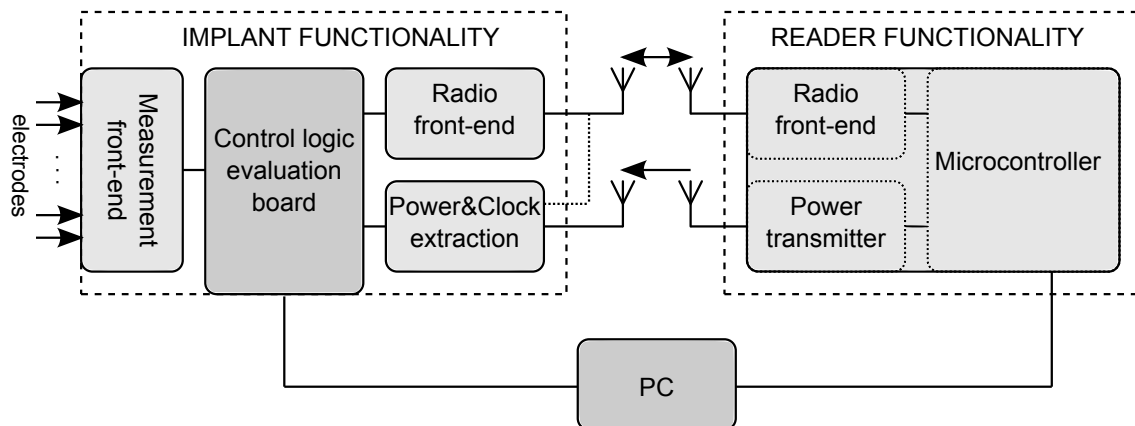 IMPLANT FUNCTIONALITY
READER FUNCTIONALITY
electrodes
Measurement
front-end
Control logic
evaluation
board
Radio
front-end
Power&Clock
extraction
Radio
front-end
Power
transmitter
Microcontroller
PC